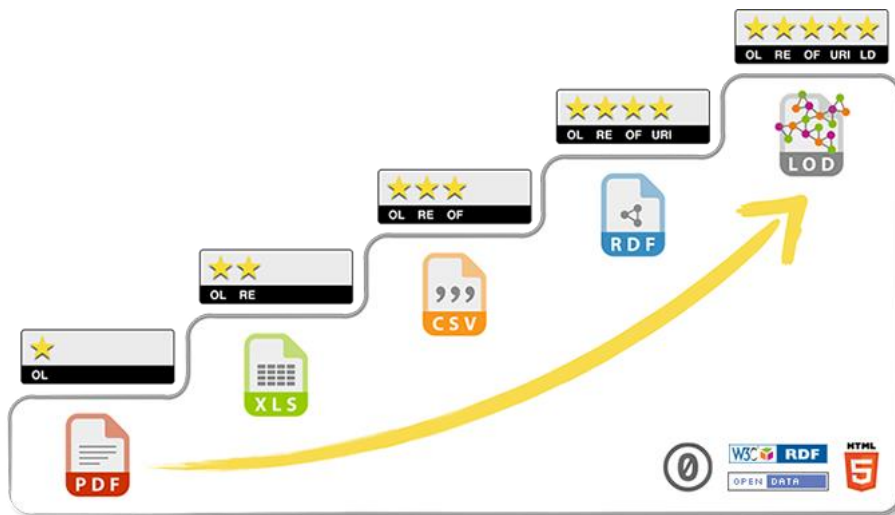 OL RE OF URI LD
OL RE OF URI
LOD
OL RE OF
RDF
OL RE
,,,
CSV
OL
XLS
PDF
0
W3C RDF
OPEN DATA
HTML
5